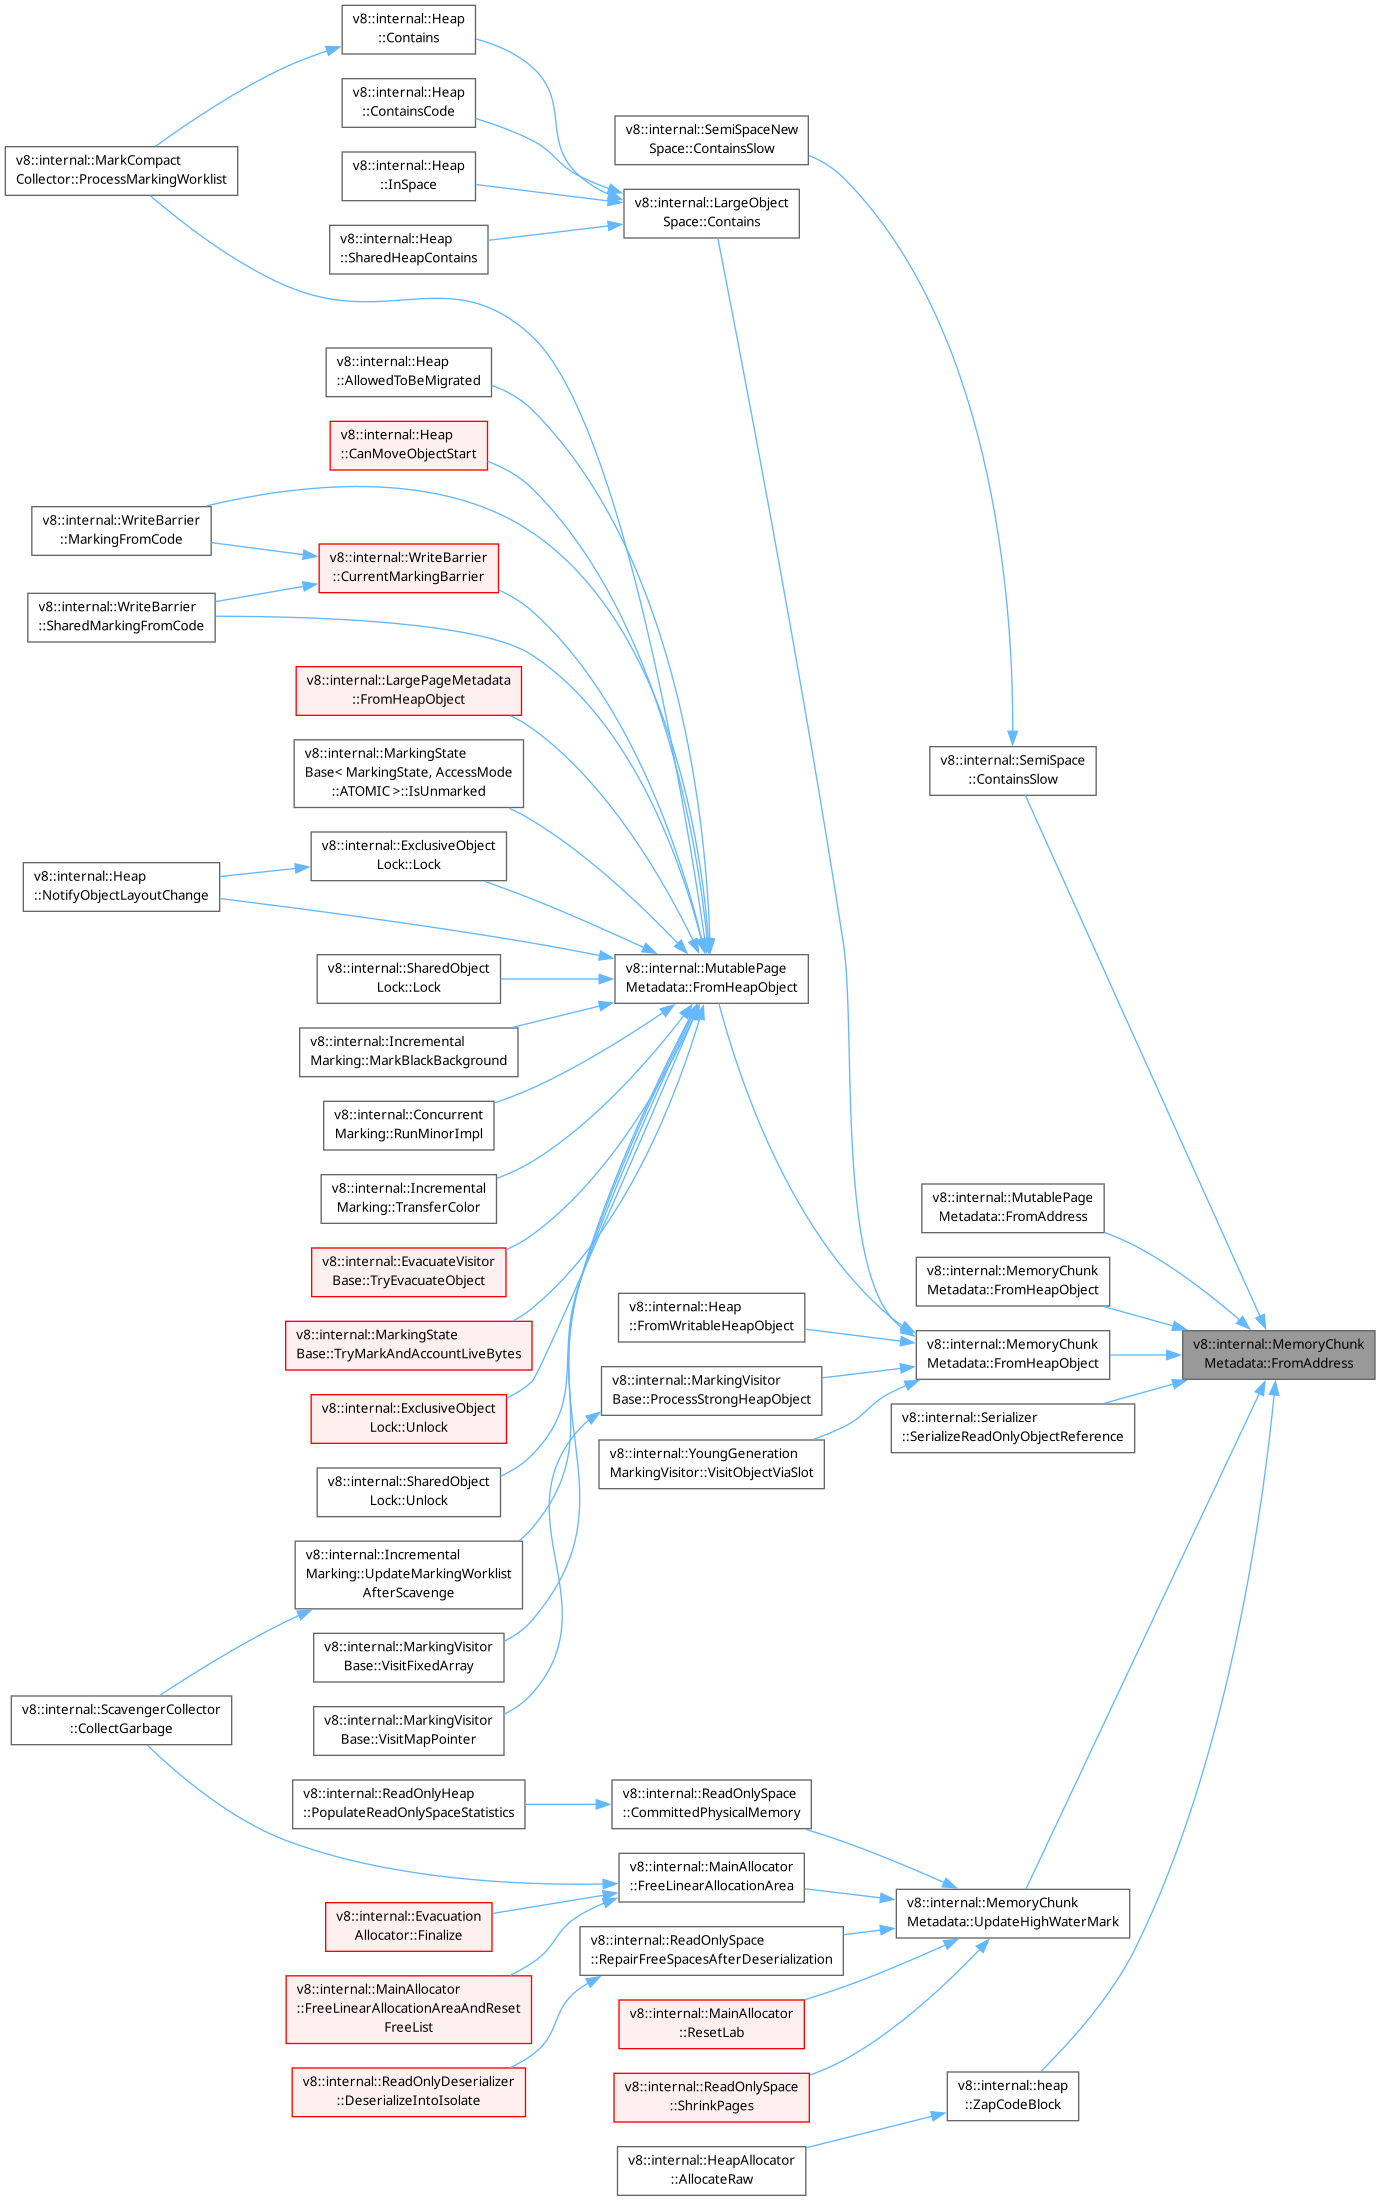 v8::internal::Heap
::Contains
v8::internal::Heap
::ContainsCode
v8::internal::SemiSpaceNew
Space::ContainsSlow
v8::internal::MarkCompact
Collector::ProcessMarkingWorklist
v8::internal::Heap
::InSpace
v8::internal::LargeObject
Space::Contains
v8::internal::Heap
::SharedHeapContains
v8::internal::Heap
::AllowedToBeMigrated
v8::internal::Heap
::CanMoveObjectStart
v8::internal::WriteBarrier
::MarkingFromCode
v8::internal::WriteBarrier
::CurrentMarkingBarrier
v8::internal::WriteBarrier
::SharedMarkingFromCode
v8::internal::LargePageMetadata
::FromHeapObject
v8::internal::MarkingState
Base< MarkingState, AccessMode
::ATOMIC >::IsUnmarked
v8::internal::SemiSpace
::ContainsSlow
v8::internal::ExclusiveObject
Lock::Lock
v8::internal::Heap
::NotifyObjectLayoutChange
v8::internal::SharedObject
Lock::Lock
v8::internal::MutablePage
Metadata::FromHeapObject
v8::internal::Incremental
Marking::MarkBlackBackground
v8::internal::Concurrent
Marking::RunMinorImpl
v8::internal::Incremental
Marking::TransferColor
v8::internal::MutablePage
Metadata::FromAddress
v8::internal::EvacuateVisitor
Base::TryEvacuateObject
v8::internal::MemoryChunk
Metadata::FromHeapObject
v8::internal::MarkingState
Base::TryMarkAndAccountLiveBytes
v8::internal::Heap
::FromWritableHeapObject
v8::internal::MemoryChunk
Metadata::FromHeapObject
v8::internal::MemoryChunk
Metadata::FromAddress
v8::internal::MarkingVisitor
Base::ProcessStrongHeapObject
v8::internal::ExclusiveObject
Lock::Unlock
v8::internal::Serializer
::SerializeReadOnlyObjectReference
v8::internal::YoungGeneration
MarkingVisitor::VisitObjectViaSlot
v8::internal::SharedObject
Lock::Unlock
v8::internal::Incremental
Marking::UpdateMarkingWorklist
AfterScavenge
v8::internal::MarkingVisitor
Base::VisitFixedArray
v8::internal::ScavengerCollector
::CollectGarbage
v8::internal::MarkingVisitor
Base::VisitMapPointer
v8::internal::ReadOnlyHeap
::PopulateReadOnlySpaceStatistics
v8::internal::ReadOnlySpace
::CommittedPhysicalMemory
v8::internal::MainAllocator
::FreeLinearAllocationArea
v8::internal::MemoryChunk
Metadata::UpdateHighWaterMark
v8::internal::Evacuation
Allocator::Finalize
v8::internal::ReadOnlySpace
::RepairFreeSpacesAfterDeserialization
v8::internal::MainAllocator
::FreeLinearAllocationAreaAndReset
FreeList
v8::internal::MainAllocator
::ResetLab
v8::internal::ReadOnlyDeserializer
::DeserializeIntoIsolate
v8::internal::ReadOnlySpace
::ShrinkPages
v8::internal::heap
::ZapCodeBlock
v8::internal::HeapAllocator
::AllocateRaw